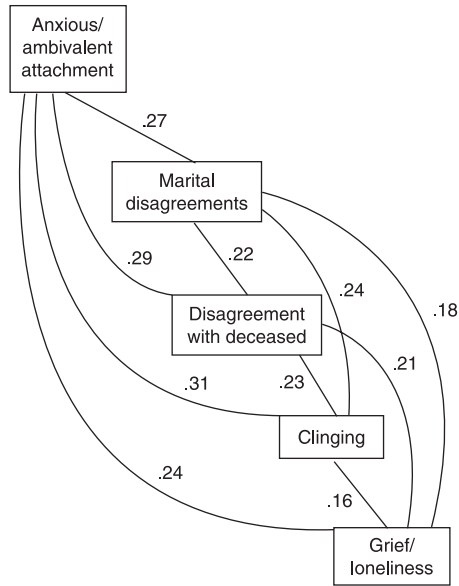 Anxious/
ambivalent
attachment
.27
Marital
disagreements
.29
.22
.24
.18
Disagreement
with deceased
.31
.23
.21
Clinging
.24
.16
Grief/
loneliness